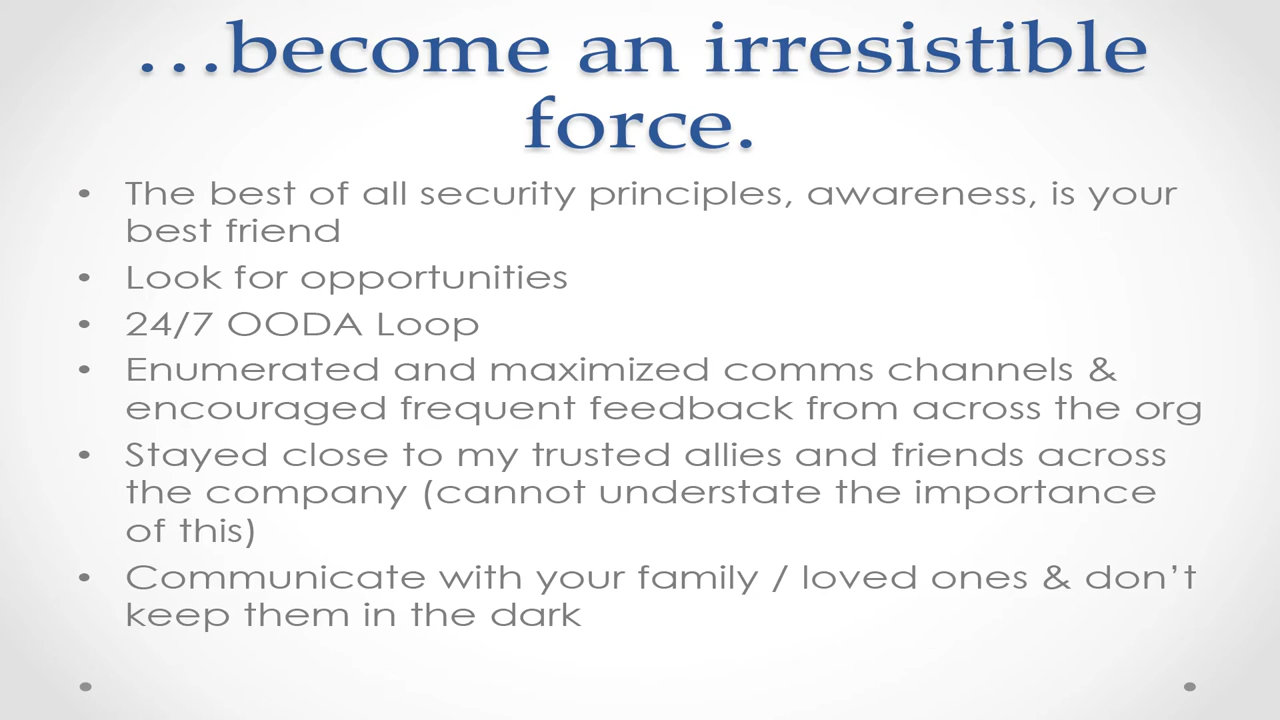 ...become an irresistible
force.
• The best of all security principles, awareness, is your
best friend
• Look for opportunities
• 24/7 OODA Loop
• Enumerated and maximized comms channels &
encouraged frequent feedback from across the org
• Stayed close to my trusted allies and friends across
the company (cannot understate the importance
of this)
• Communicate with your family / loved ones & don’t
keep them in the dark